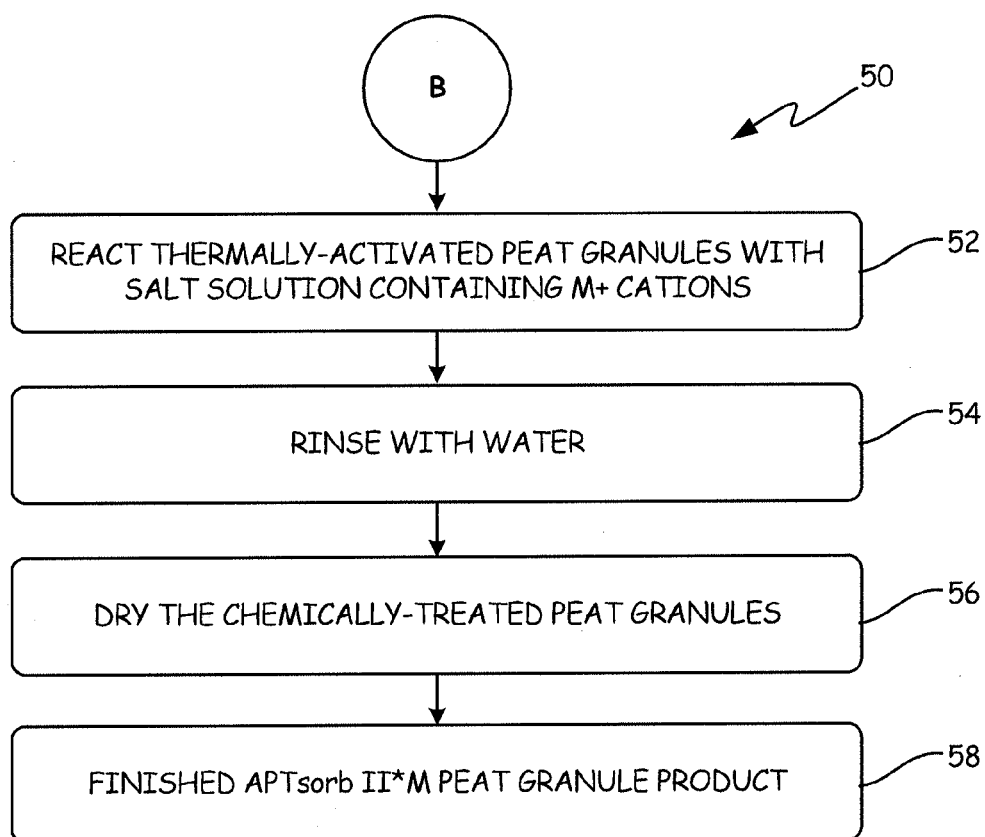 B
50
REACT THERMALLY-ACTIVATED PEAT GRANULES WITH
SALT SOLUTION CONTAINING M+ CATIONS
52
RINSE WITH WATER
54
DRY THE CHEMICALLY-TREATED PEAT GRANULES
56
FINISHED APTsorb II*M PEAT GRANULE PRODUCT
58